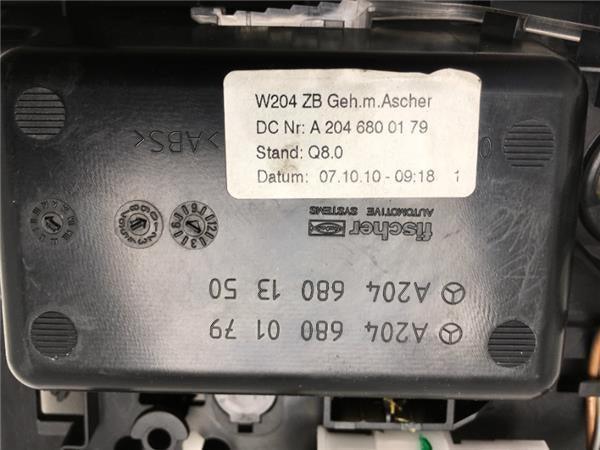 W204 ZB Geh.m.Ascher
DC Nr: A 204 680 01 79
Stand: Q8.0
Datum: 07.10.10 - 09:18 1
>ABS<
fischer
AUTOMOTIVE SYSTEMS
A204 680 13 50
A204 680 01 79